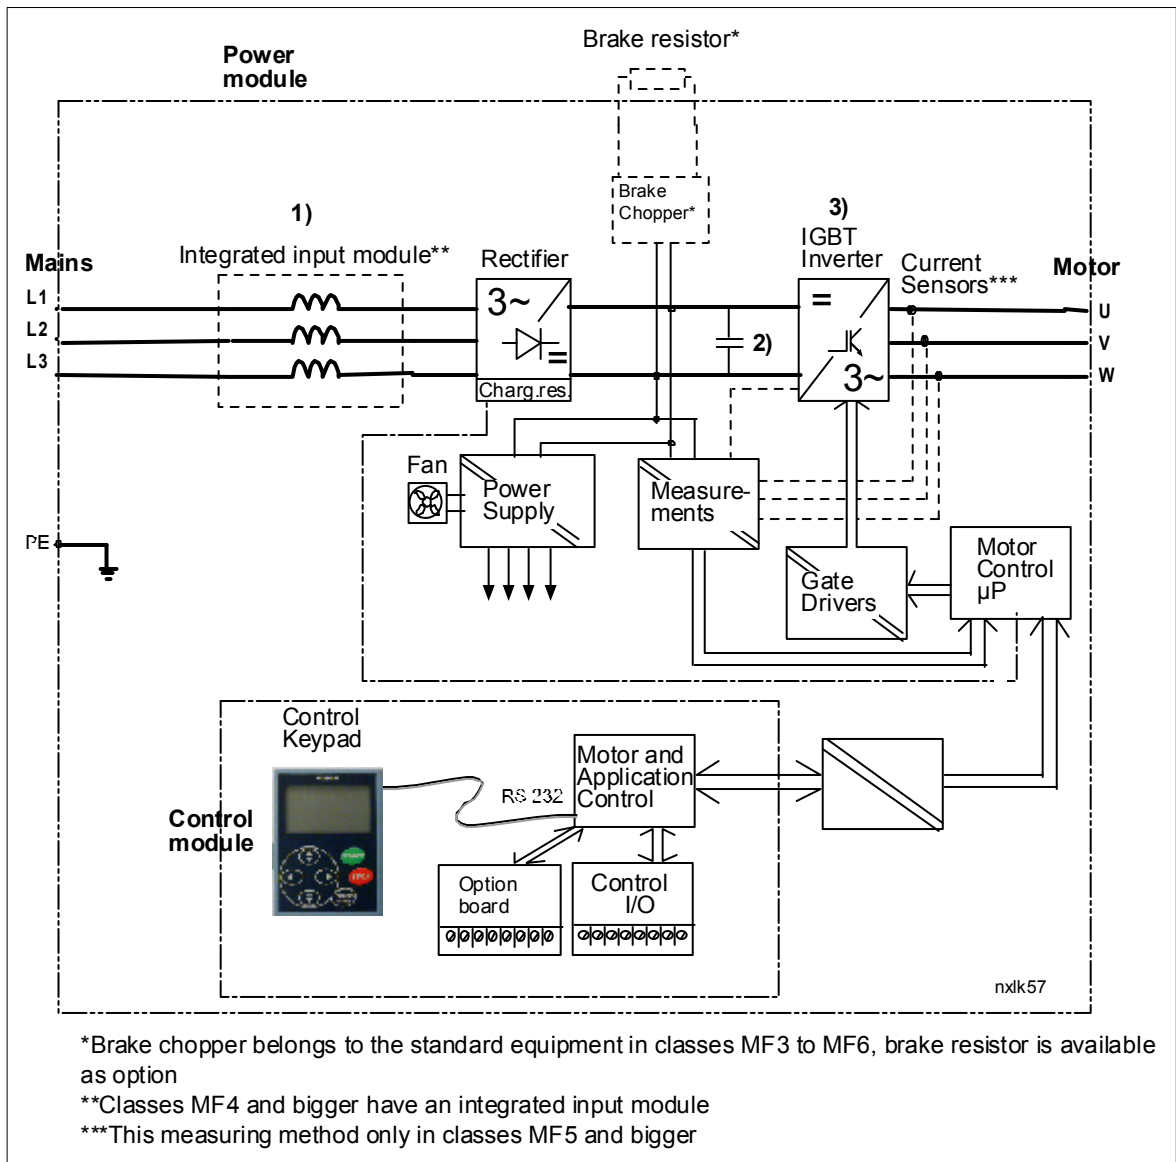 Brake resistor*
Power
module
Brake
Chopper*
1)
3)
Integrated input module**
Rectifier
IGBT
Inverter
Current
Sensors***
Mains
Motor
L1
L2
L3
3~
=
Charg.res.
2)
=
3~
U
V
W
Fan
Power
Supply
Measure-
ments
PE
Gate
Drivers
Motor
Control
µP
Control
Keypad
Motor and
Application
Control
RS 232
Control
module
Option
board
Control
I/O
nxlk57
*Brake chopper belongs to the standard equipment in classes MF3 to MF6, brake resistor is available
as option
**Classes MF4 and bigger have an integrated input module
***This measuring method only in classes MF5 and bigger